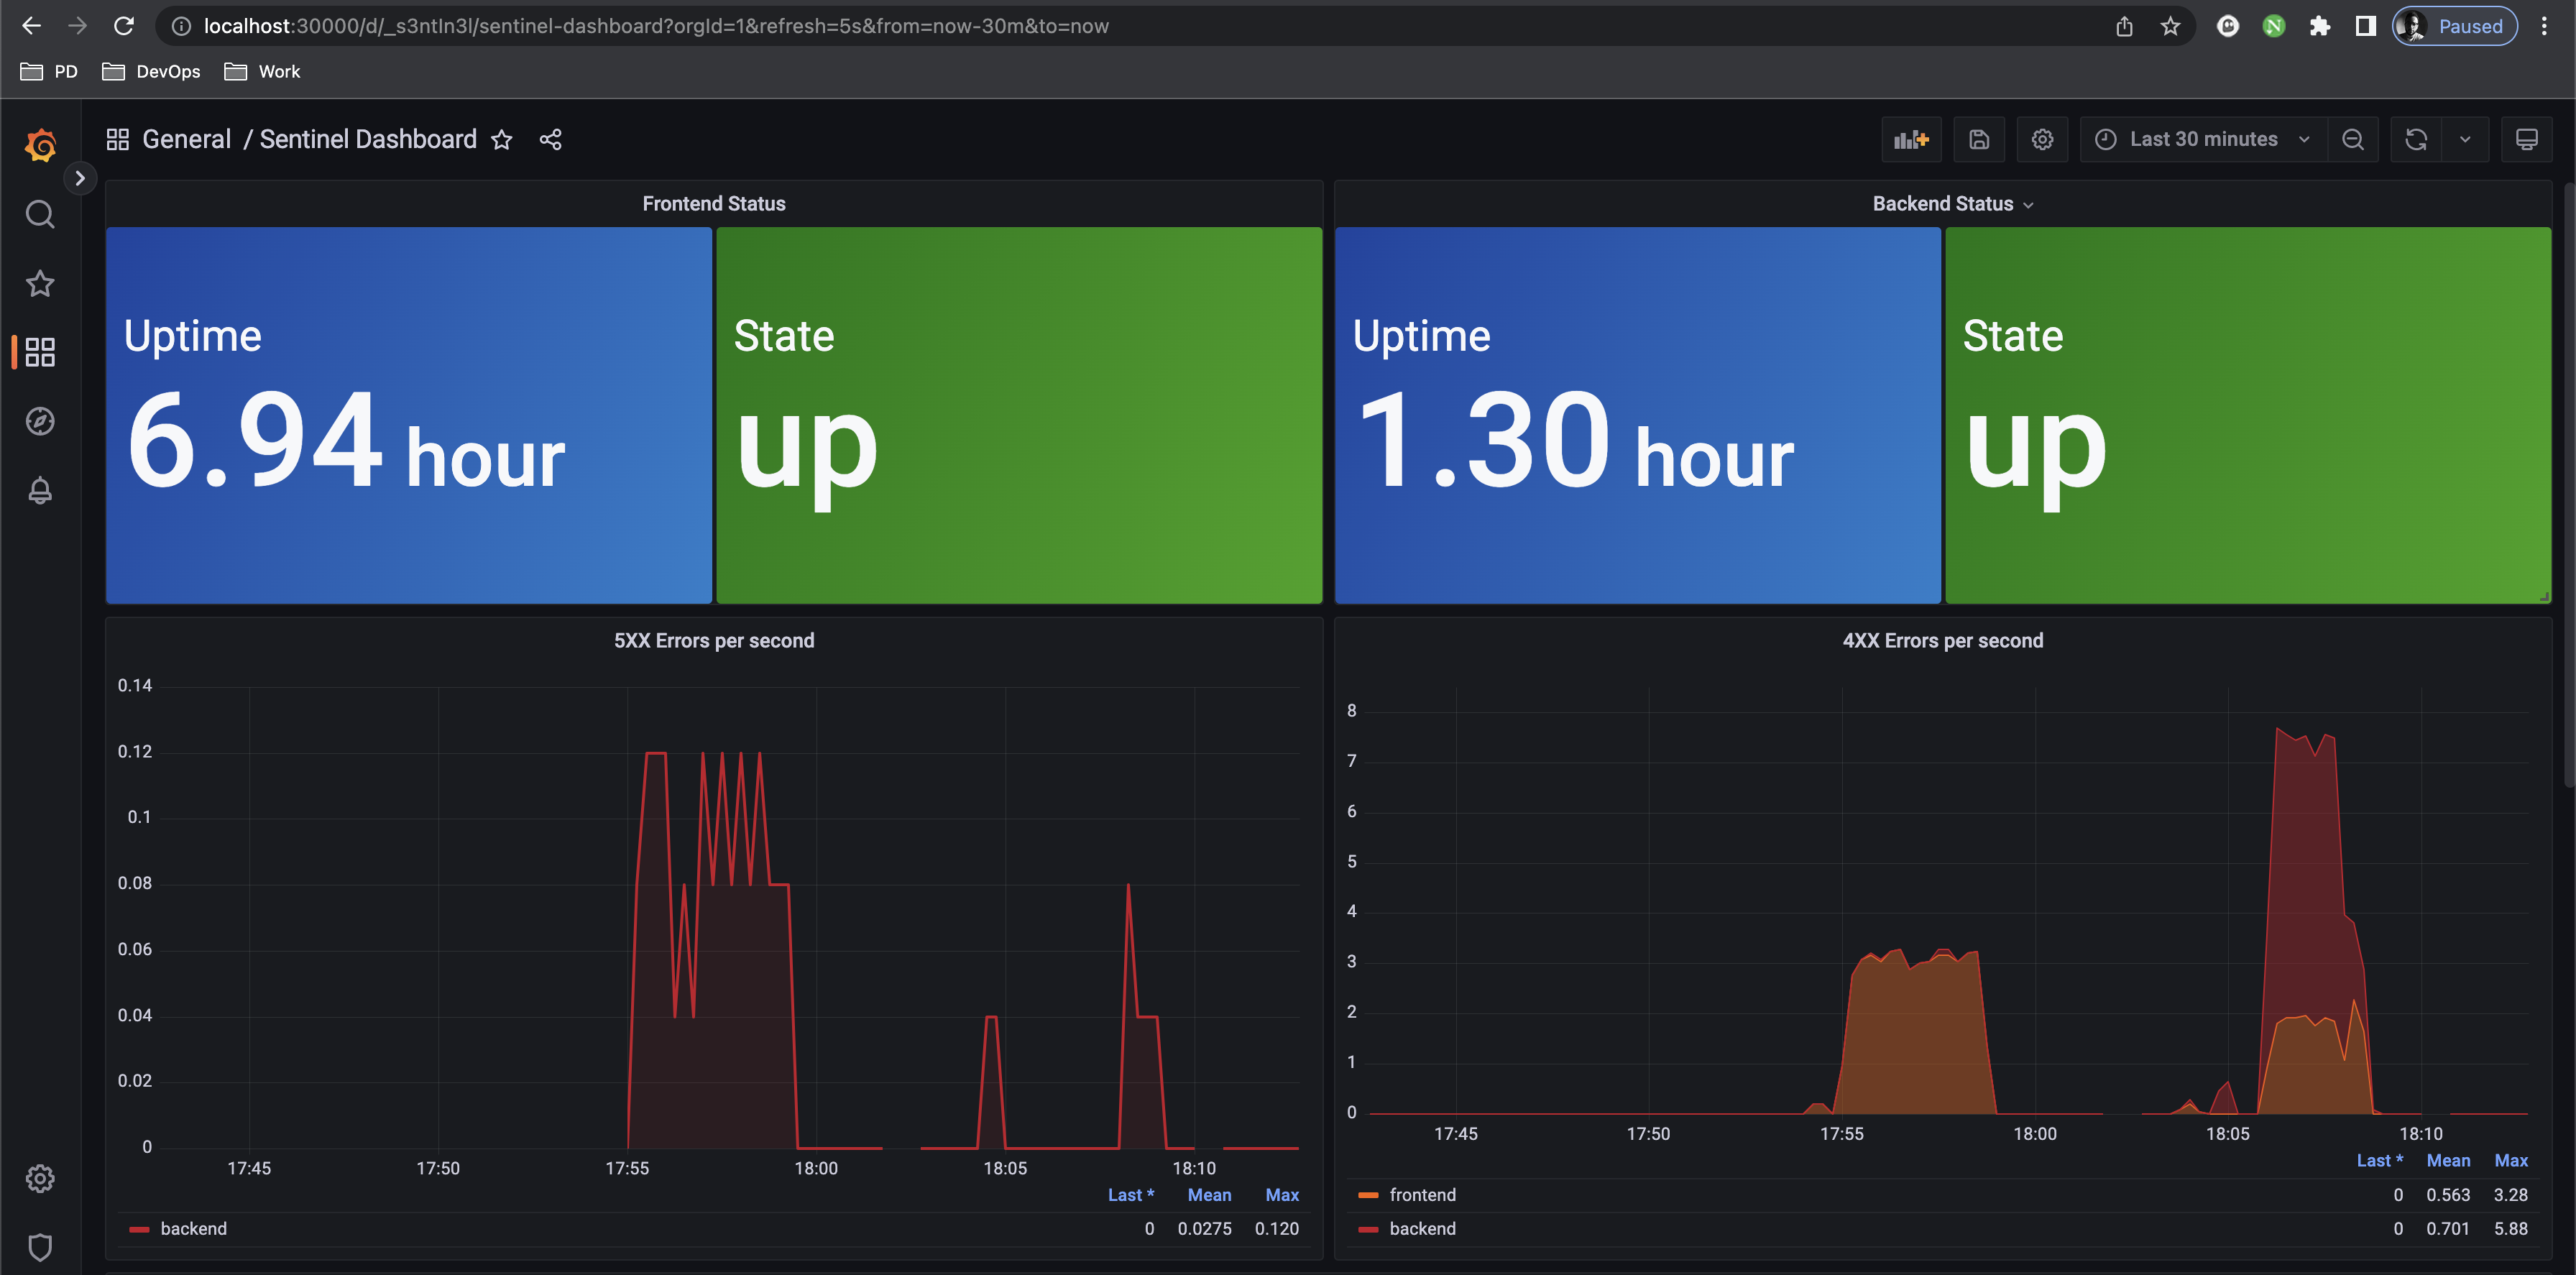 localhost:30000/d/_s3ntln3l/sentinel-dashboard?orgId=1&refresh=5s&from=now-30m&to=now
Paused
PD DevOps Work
General / Sentinel Dashboard
Last 30 minutes
Frontend Status
Backend Status
Uptime
6.94 hour
State
up
Uptime
1.30 hour
State
up
5XX Errors per second
0.14
0.12
0.1
0.08
0.06
0.04
0.02
0
17:45 17:50 17:55 18:00 18:05 18:10
Last * Mean Max
backend 0 0.0275 0.120
4XX Errors per second
8
7
6
5
4
3
2
1
0
17:45 17:50 17:55 18:00 18:05 18:10
Last * Mean Max
frontend 0 0.563 3.28
backend 0 0.701 5.88